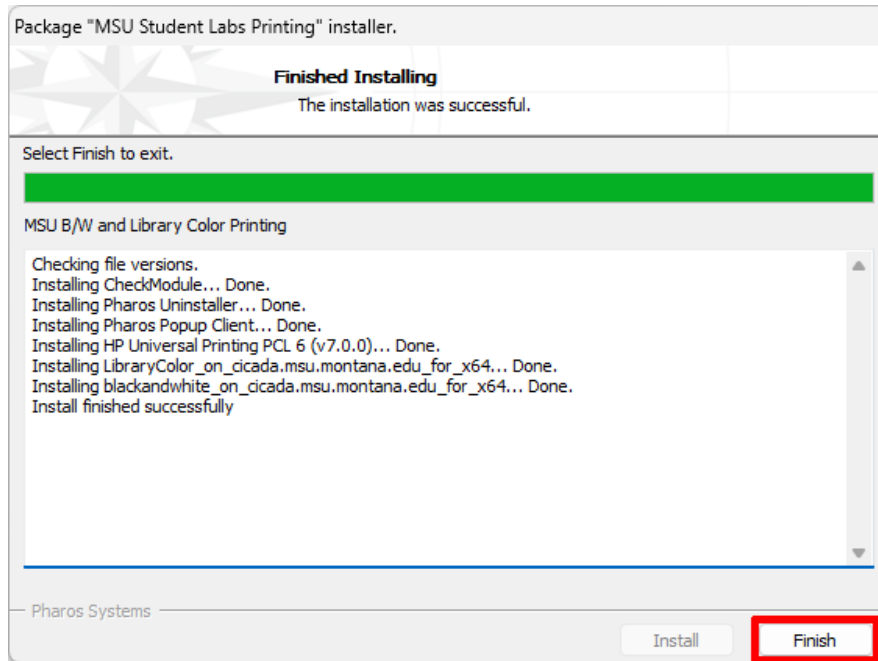 Package "MSU Student Labs Printing" installer.
Finished Installing
The installation was successful.
Select Finish to exit.
MSU B/W and Library Color Printing
Checking file versions.
Installing CheckModule... Done.
Installing Pharos Uninstaller... Done.
Installing Pharos Popup Client... Done.
Installing HP Universal Printing PCL 6 (v7.0.0)... Done.
Installing LibraryColor_on_cicada.msu.montana.edu_for_x64... Done.
Installing blackandwhite_on_cicada.msu.montana.edu_for_x64... Done.
Install finished successfully
Pharos Systems
Install
Finish